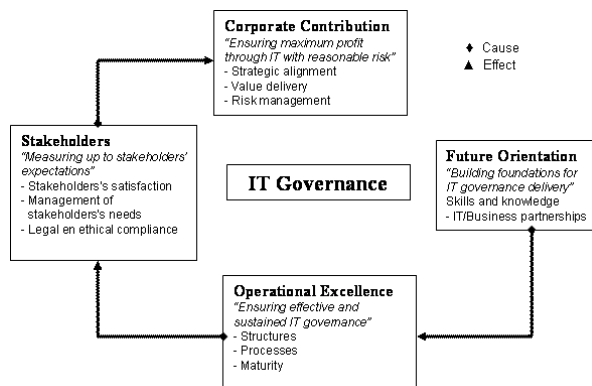 Corporate Contribution
"Ensuring maximum profit
through IT with reasonable risk"
- Strategic alignment
- Value delivery
- Risk management
Cause
Effect
Stakeholders
"Measuring up to stakeholders'
expectations"
- Stakeholders's satisfaction
- Management of
stakeholders's needs
- Legal en ethical compliance
IT Governance
Future Orientation
"Building foundations for
IT governance delivery"
Skills and knowledge
- IT/Business partnerships
Operational Excellence
"Ensuring effective and
sustained IT governance"
- Structures
- Processes
- Maturity